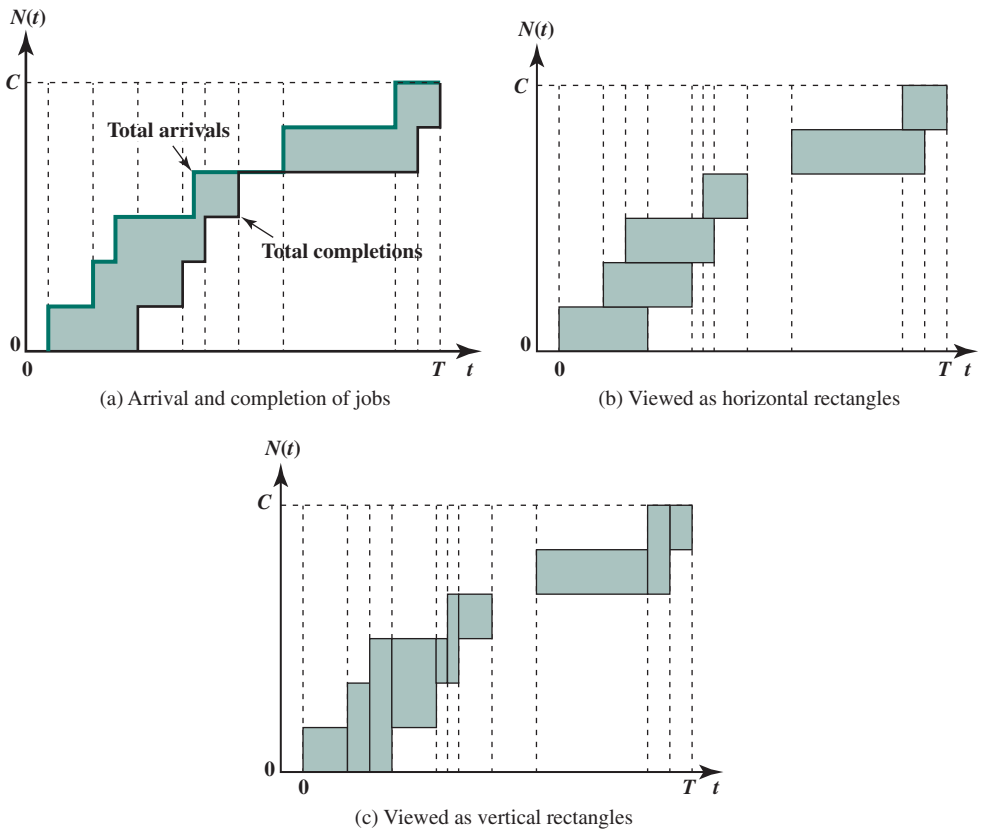 N(t)
C
Total arrivals
Total completions
0
0
T
t
(a) Arrival and completion of jobs
N(t)
C
0
0
T
t
(b) Viewed as horizontal rectangles
N(t)
C
0
0
T
t
(c) Viewed as vertical rectangles